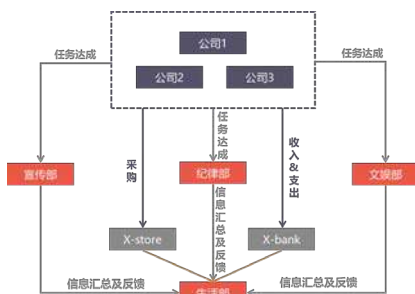 公司1
任务达成
任务达成
公司2
公司3
任务达成
收入&支出
采购
宣传部
纪律部
文娱部
信息汇总及反馈
X-store
X-bank
信息汇总及反馈
信息汇总及反馈